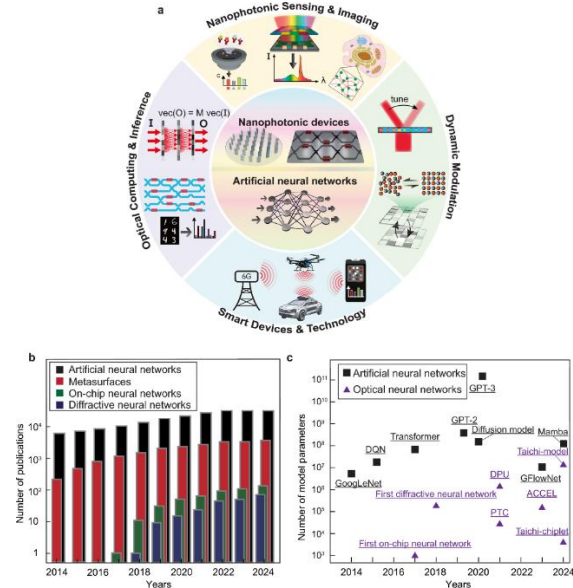 Nanophotonic Sensing & Imaging
a
I
λ
vec(O) = M vec(I)
I
O
Optical Computing & Inference
Nanophotonic devices
Artificial neural networks
tune
Dynamic Modulation
6G
Smart Devices & Technology
b
Artificial neural networks
Metasurfaces
On-chip neural networks
Diffractive neural networks
Number of publications
10⁴
10³
10²
10
1
2014 2016 2018 2020 2022 2024
Years
c
Artificial neural networks
Optical neural networks
Number of model parameters
10¹¹
10¹⁰
10⁹
10⁸
10⁷
10⁶
10⁵
10⁴
10³
GPT-3
GPT-2
Diffusion model
Transformer
Mamba
DQN
Taichi-model
GoogLeNet
DPU
GFlowNet
First diffractive neural network
ACCEL
PTC
Taichi-chiplet
First on-chip neural network
2014 2016 2018 2020 2022 2024
Years